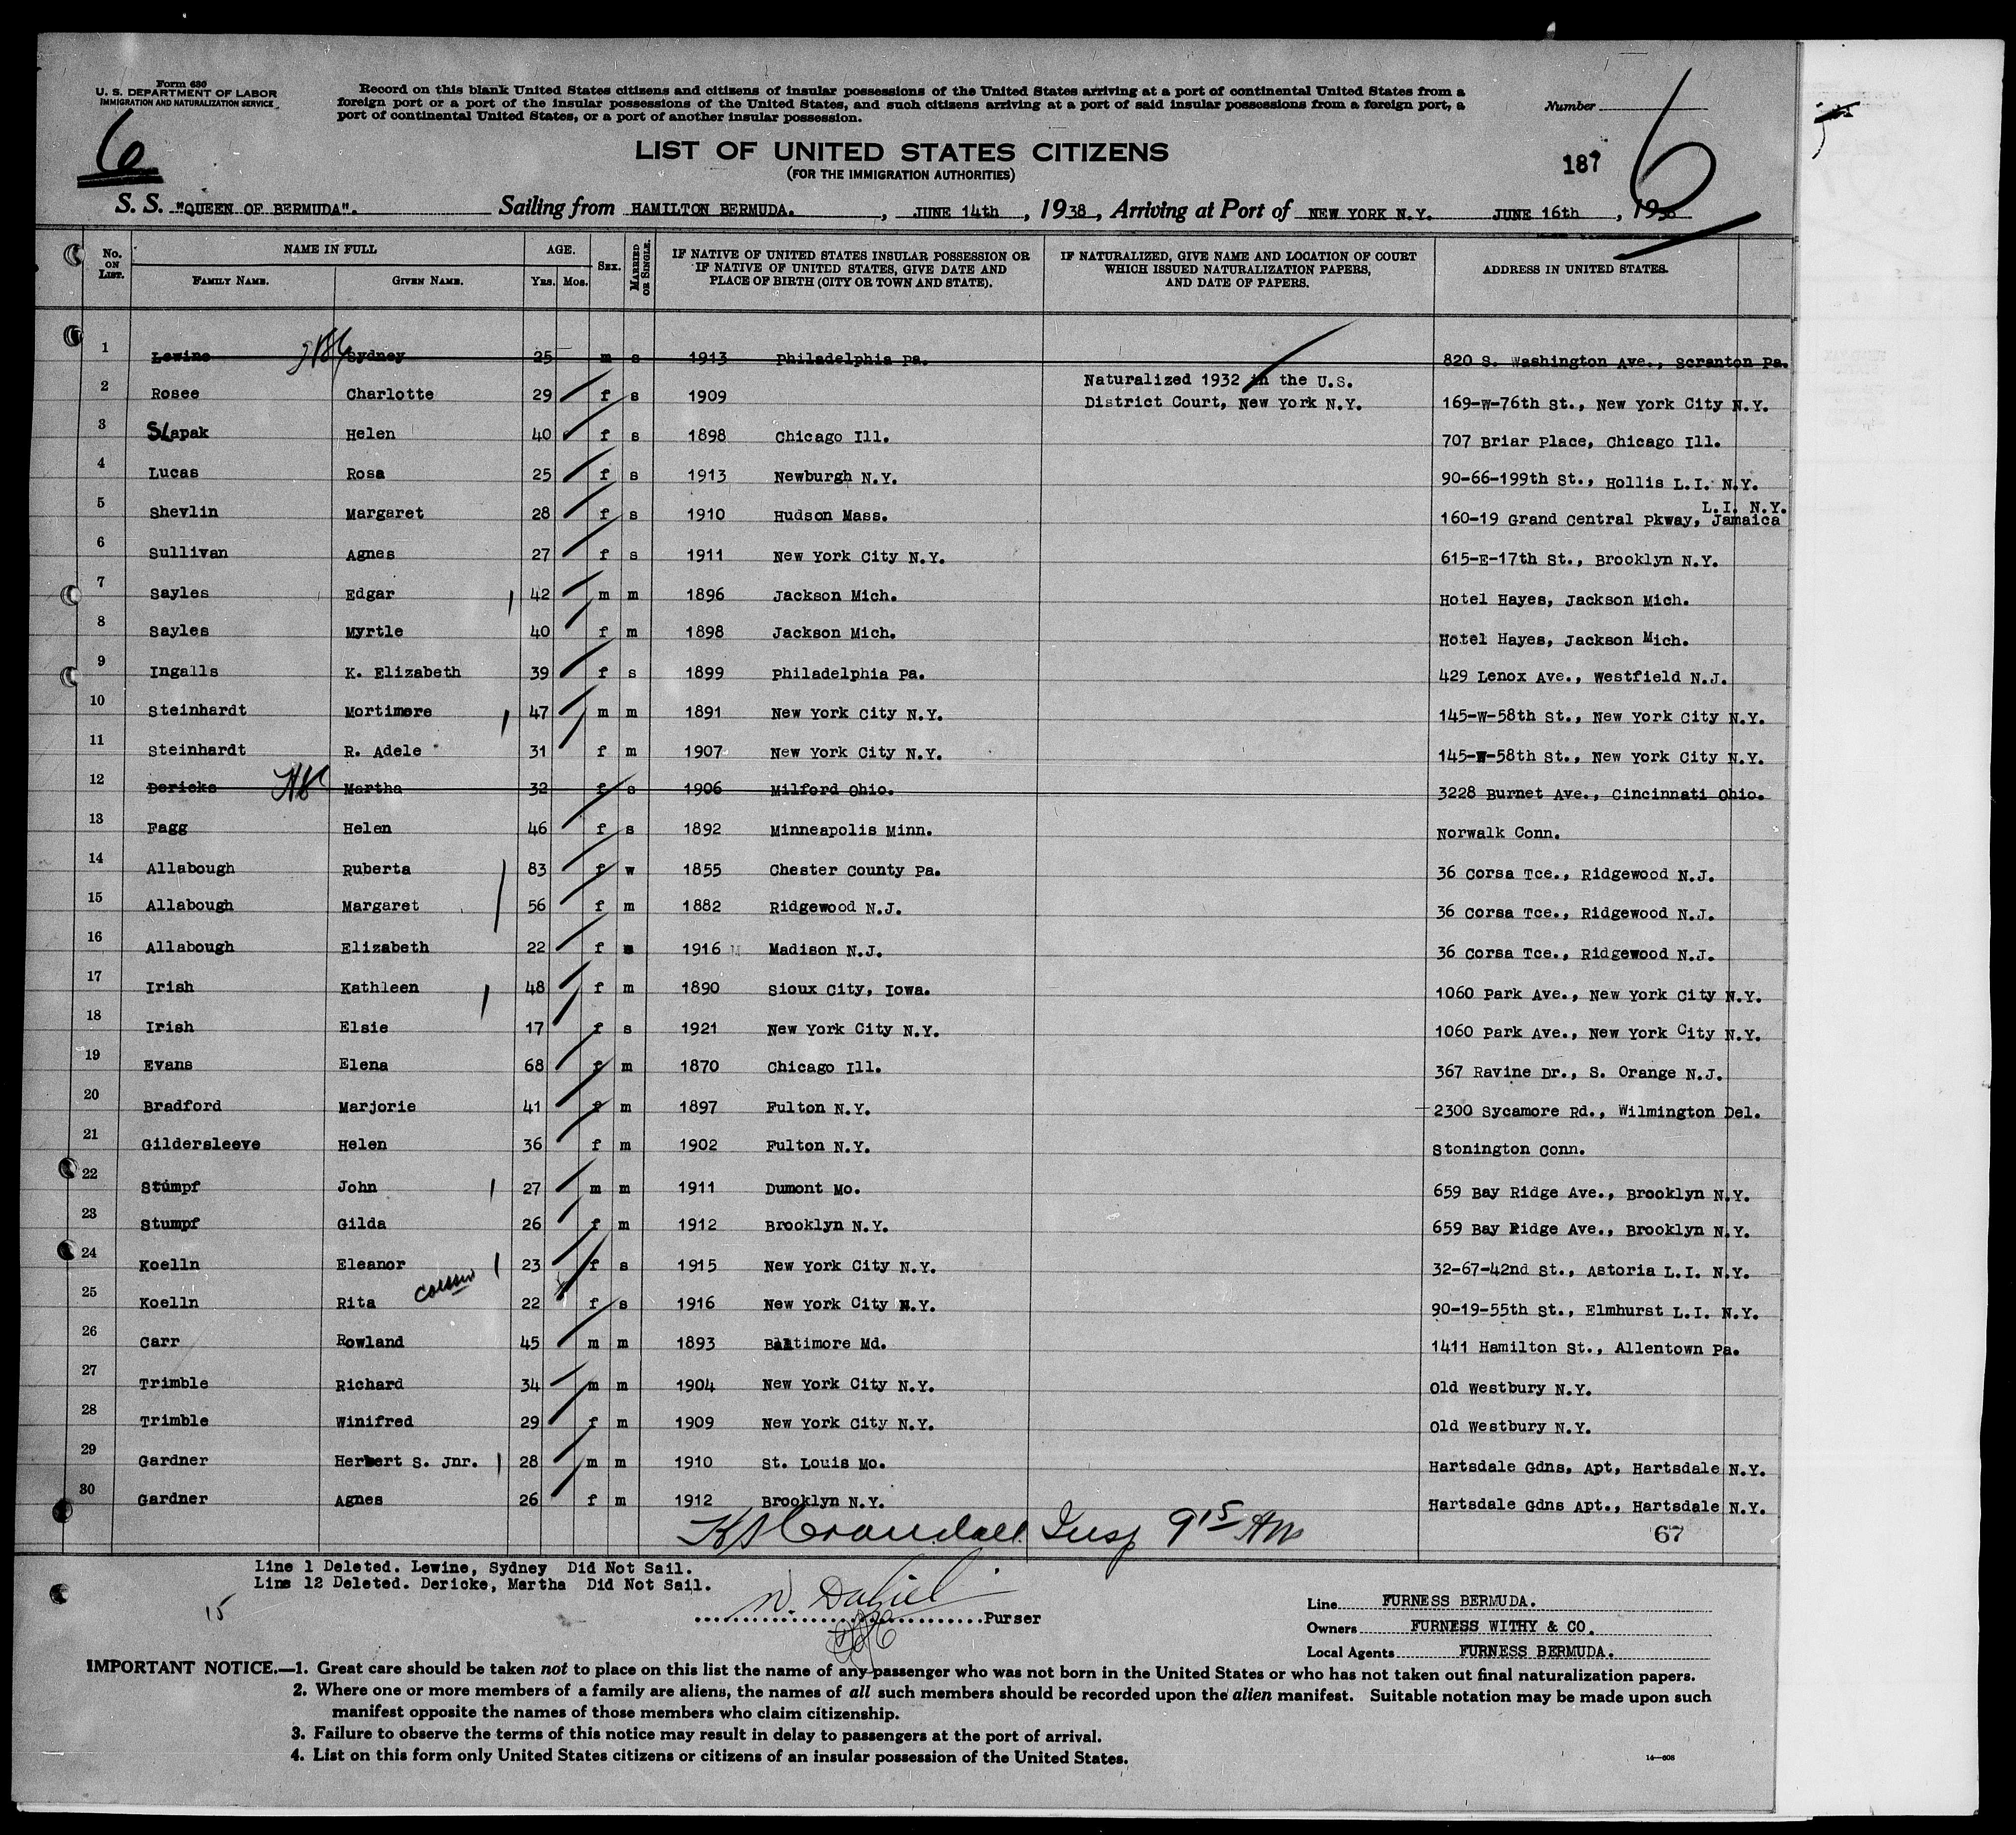 Form 630
U. S. DEPARTMENT OF LABOR
IMMIGRATION AND NATURALIZATION SERVICE
Record on this blank United States citizens and citizens of insular possessions of the United States arriving at a port of continental United States from a
foreign port or a port of the insular possessions of the United States, and such citizens arriving at a port of said insular possessions from a foreign port, a
port of continental United States, or a port of another insular possession.
Number
6
LIST OF UNITED STATES CITIZENS
(FOR THE IMMIGRATION AUTHORITIES)
187
6
S. S. "QUEEN OF BERMUDA". Sailing from HAMILTON BERMUDA. , JUNE 14th , 1938 , Arriving at Port of NEW YORK N.Y. JUNE 16th , 1938
No. ON LIST. NAME IN FULL FAMILY NAME. GIVEN NAME. AGE. YRS. MOS. SEX. MARRIED OR SINGLE. IF NATIVE OF UNITED STATES INSULAR POSSESSION OR IF NATIVE OF UNITED STATES, GIVE DATE AND PLACE OF BIRTH (CITY OR TOWN AND STATE). IF NATURALIZED, GIVE NAME AND LOCATION OF COURT WHICH ISSUED NATURALIZATION PAPERS, AND DATE OF PAPERS. ADDRESS IN UNITED STATES.
1 Lewine Sydney 25 m s 1913 Philadelphia Pa. 820 S. Washington Ave., Scranton Pa.
2 Rosee Charlotte 29 f s 1909 Naturalized 1932 in the U.S. District Court, New York N.Y. 169-W-76th St., New York City N.Y.
3 Slapak Helen 40 f s 1898 Chicago Ill. 707 Briar Place, Chicago Ill.
4 Lucas Rosa 25 f s 1913 Newburgh N.Y. 90-66-199th St., Hollis L.I. N.Y.
5 Shevlin Margaret 28 f s 1910 Hudson Mass. 160-19 Grand Central Pkway, Jamaica L.I. N.Y.
6 Sullivan Agnes 27 f s 1911 New York City N.Y. 615-E-17th St., Brooklyn N.Y.
7 Sayles Edgar 42 m m 1896 Jackson Mich. Hotel Hayes, Jackson Mich.
8 Sayles Myrtle 40 f m 1898 Jackson Mich. Hotel Hayes, Jackson Mich.
9 Ingalls K. Elizabeth 39 f s 1899 Philadelphia Pa. 429 Lenox Ave., Westfield N.J.
10 Steinhardt Mortimore 47 m m 1891 New York City N.Y. 145-W-58th St., New York City N.Y.
11 Steinhardt R. Adele 31 f m 1907 New York City N.Y. 145-W-58th St., New York City N.Y.
12 Dericks Martha 32 f s 1906 Milford Ohio. 3228 Burnet Ave., Cincinnati Ohio.
13 Fagg Helen 46 f s 1892 Minneapolis Minn. Norwalk Conn.
14 Allabough Ruberta 83 f w 1855 Chester County Pa. 36 Corsa Tce., Ridgewood N.J.
15 Allabough Margaret 56 f m 1882 Ridgewood N.J. 36 Corsa Tce., Ridgewood N.J.
16 Allabough Elizabeth 22 f s 1916 Madison N.J. 36 Corsa Tce., Ridgewood N.J.
17 Irish Kathleen 48 f m 1890 Sioux City, Iowa. 1060 Park Ave., New York City N.Y.
18 Irish Elsie 17 f s 1921 New York City N.Y. 1060 Park Ave., New York City N.Y.
19 Evans Elena 68 f m 1870 Chicago Ill. 367 Ravine Dr., S. Orange N.J.
20 Bradford Marjorie 41 f m 1897 Fulton N.Y. 2300 Sycamore Rd., Wilmington Del.
21 Gildersleeve Helen 36 f m 1902 Fulton N.Y. Stonington Conn.
22 Stumpf John 27 m m 1911 Dumont Mo. 659 Bay Ridge Ave., Brooklyn N.Y.
23 Stumpf Gilda 26 f m 1912 Brooklyn N.Y. 659 Bay Ridge Ave., Brooklyn N.Y.
24 Koelln Eleanor 23 f s 1915 New York City N.Y. 32-67-42nd St., Astoria L.I. N.Y.
25 Koelln Rita 22 f s 1916 New York City N.Y. 90-19-55th St., Elmhurst L.I. N.Y.
26 Carr Rowland 45 m m 1893 Baltimore Md. 1411 Hamilton St., Allentown Pa.
27 Trimble Richard 34 m m 1904 New York City N.Y. Old Westbury N.Y.
28 Trimble Winifred 29 f m 1909 New York City N.Y. Old Westbury N.Y.
29 Gardner Herbert S. Jnr. 28 m m 1910 St. Louis Mo. Hartsdale Gdns, Apt, Hartsdale N.Y.
30 Gardner Agnes 26 f m 1912 Brooklyn N.Y. Hartsdale Gdns Apt., Hartsdale N.Y.
Crandall Insp 9 15 AM
67
Line 1 Deleted. Lewine, Sydney Did Not Sail.
Line 12 Deleted. Dericke, Martha Did Not Sail.
15
Purser
Line FURNESS BERMUDA.
Owners FURNESS WITHY & CO.
Local Agents FURNESS BERMUDA.
IMPORTANT NOTICE.—1. Great care should be taken not to place on this list the name of any passenger who was not born in the United States or who has not taken out final naturalization papers.
2. Where one or more members of a family are aliens, the names of all such members should be recorded upon the alien manifest. Suitable notation may be made upon such
manifest opposite the names of those members who claim citizenship.
3. Failure to observe the terms of this notice may result in delay to passengers at the port of arrival.
4. List on this form only United States citizens or citizens of an insular possession of the United States.
14—608